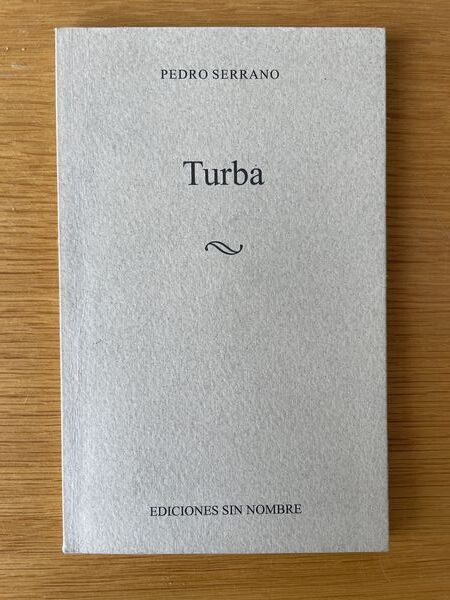 PEDRO SERRANO
Turba
EDICIONES SIN NOMBRE